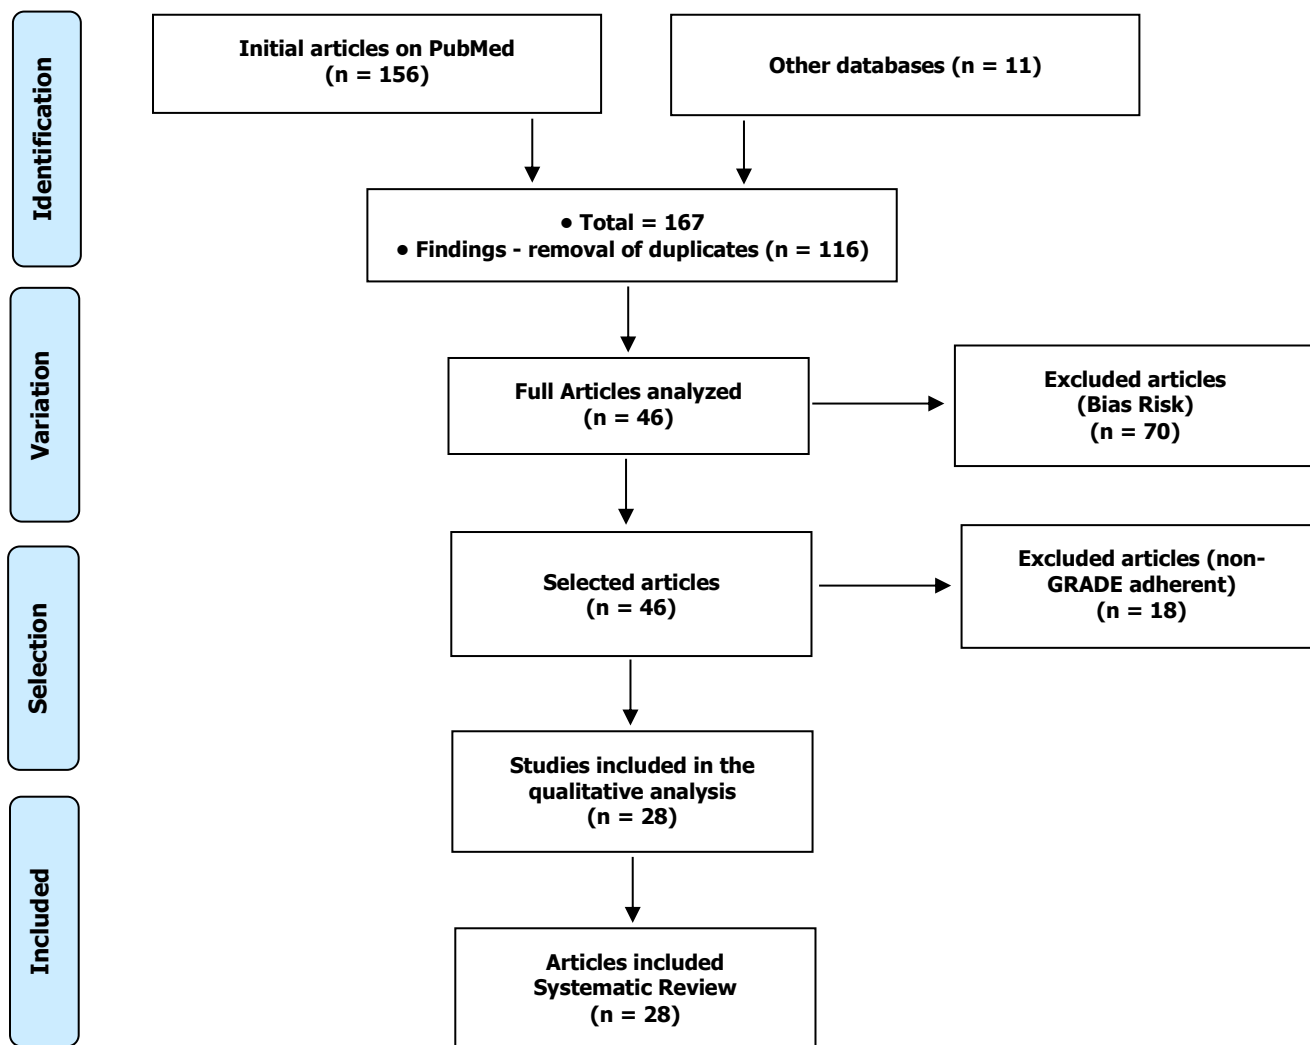 Identification
Initial articles on PubMed
(n = 156)
Other databases (n = 11)
● Total = 167
● Findings - removal of duplicates (n = 116)
Variation
Full Articles analyzed
(n = 46)
Excluded articles
(Bias Risk)
(n = 70)
Selection
Selected articles
(n = 46)
Excluded articles (non-
GRADE adherent)
(n = 18)
Studies included in the
qualitative analysis
(n = 28)
Included
Articles included
Systematic Review
(n = 28)